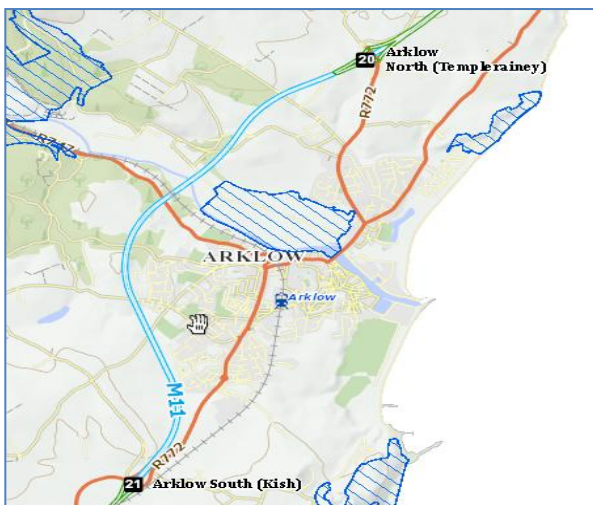 20 Arklow
North (Templerainey)
R772
R747
ARKLOW
Arklow
M11
R772
21 Arklow South (Kish)